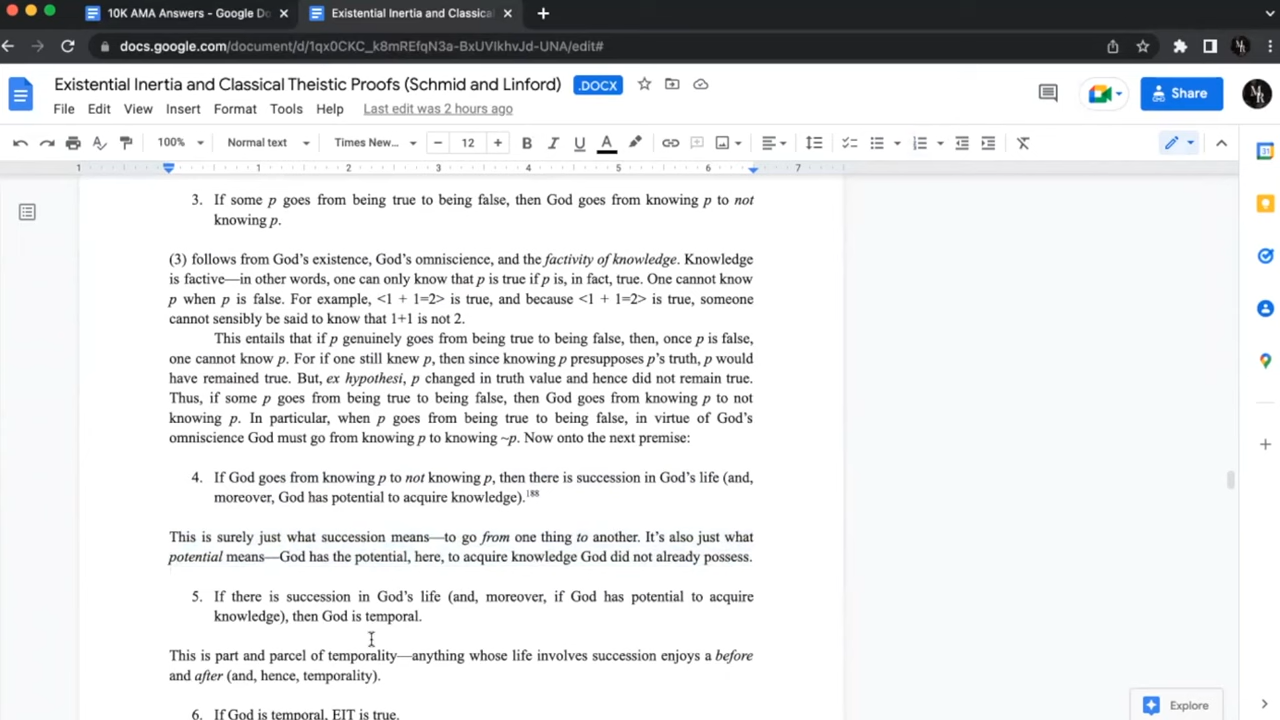 10K AMA Answers - Google Do
Existential Inertia and Classica
docs.google.com/document/d/1qx0CKC_k8mREfqN3a-BxUVIkhvJd-UNA/edit#
Existential Inertia and Classical Theistic Proofs (Schmid and Linford) .DOCX
File Edit View Insert Format Tools Help Last edit was 2 hours ago
Share
100% Normal text Times New... 12 B I U A
1 1 2 3 4 5 6 7
3. If some p goes from being true to being false, then God goes from knowing p to not
knowing p.
(3) follows from God's existence, God's omniscience, and the factivity of knowledge. Knowledge
is factive—in other words, one can only know that p is true if p is, in fact, true. One cannot know
p when p is false. For example, <1 + 1=2> is true, and because <1 + 1=2> is true, someone
cannot sensibly be said to know that 1+1 is not 2.
This entails that if p genuinely goes from being true to being false, then, once p is false,
one cannot know p. For if one still knew p, then since knowing p presupposes p's truth, p would
have remained true. But, ex hypothesi, p changed in truth value and hence did not remain true.
Thus, if some p goes from being true to being false, then God goes from knowing p to not
knowing p. In particular, when p goes from being true to being false, in virtue of God's
omniscience God must go from knowing p to knowing ~p. Now onto the next premise:
4. If God goes from knowing p to not knowing p, then there is succession in God's life (and,
moreover, God has potential to acquire knowledge).188
This is surely just what succession means—to go from one thing to another. It's also just what
potential means—God has the potential, here, to acquire knowledge God did not already possess.
5. If there is succession in God's life (and, moreover, if God has potential to acquire
knowledge), then God is temporal.
This is part and parcel of temporality—anything whose life involves succession enjoys a before
and after (and, hence, temporality).
6. If God is temporal, EIT is true.
Explore